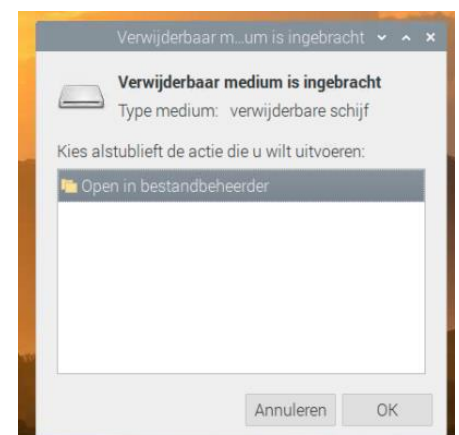 Verwijderbaar m...um is ingebracht
Verwijderbaar medium is ingebracht
Type medium: verwijderbare schijf
Kies alstublieft de actie die u wilt uitvoeren:
Open in bestandbeheerder
Annuleren OK